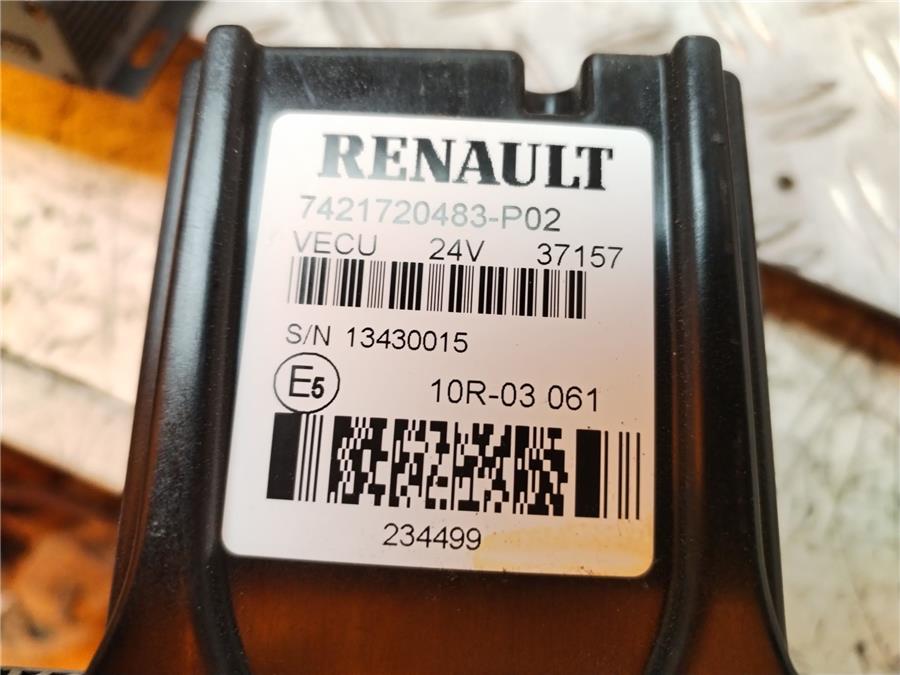 RENAULT
7421720483-P02
VECU 24V 37157
S/N 13430015
E5 10R-03 061
234499